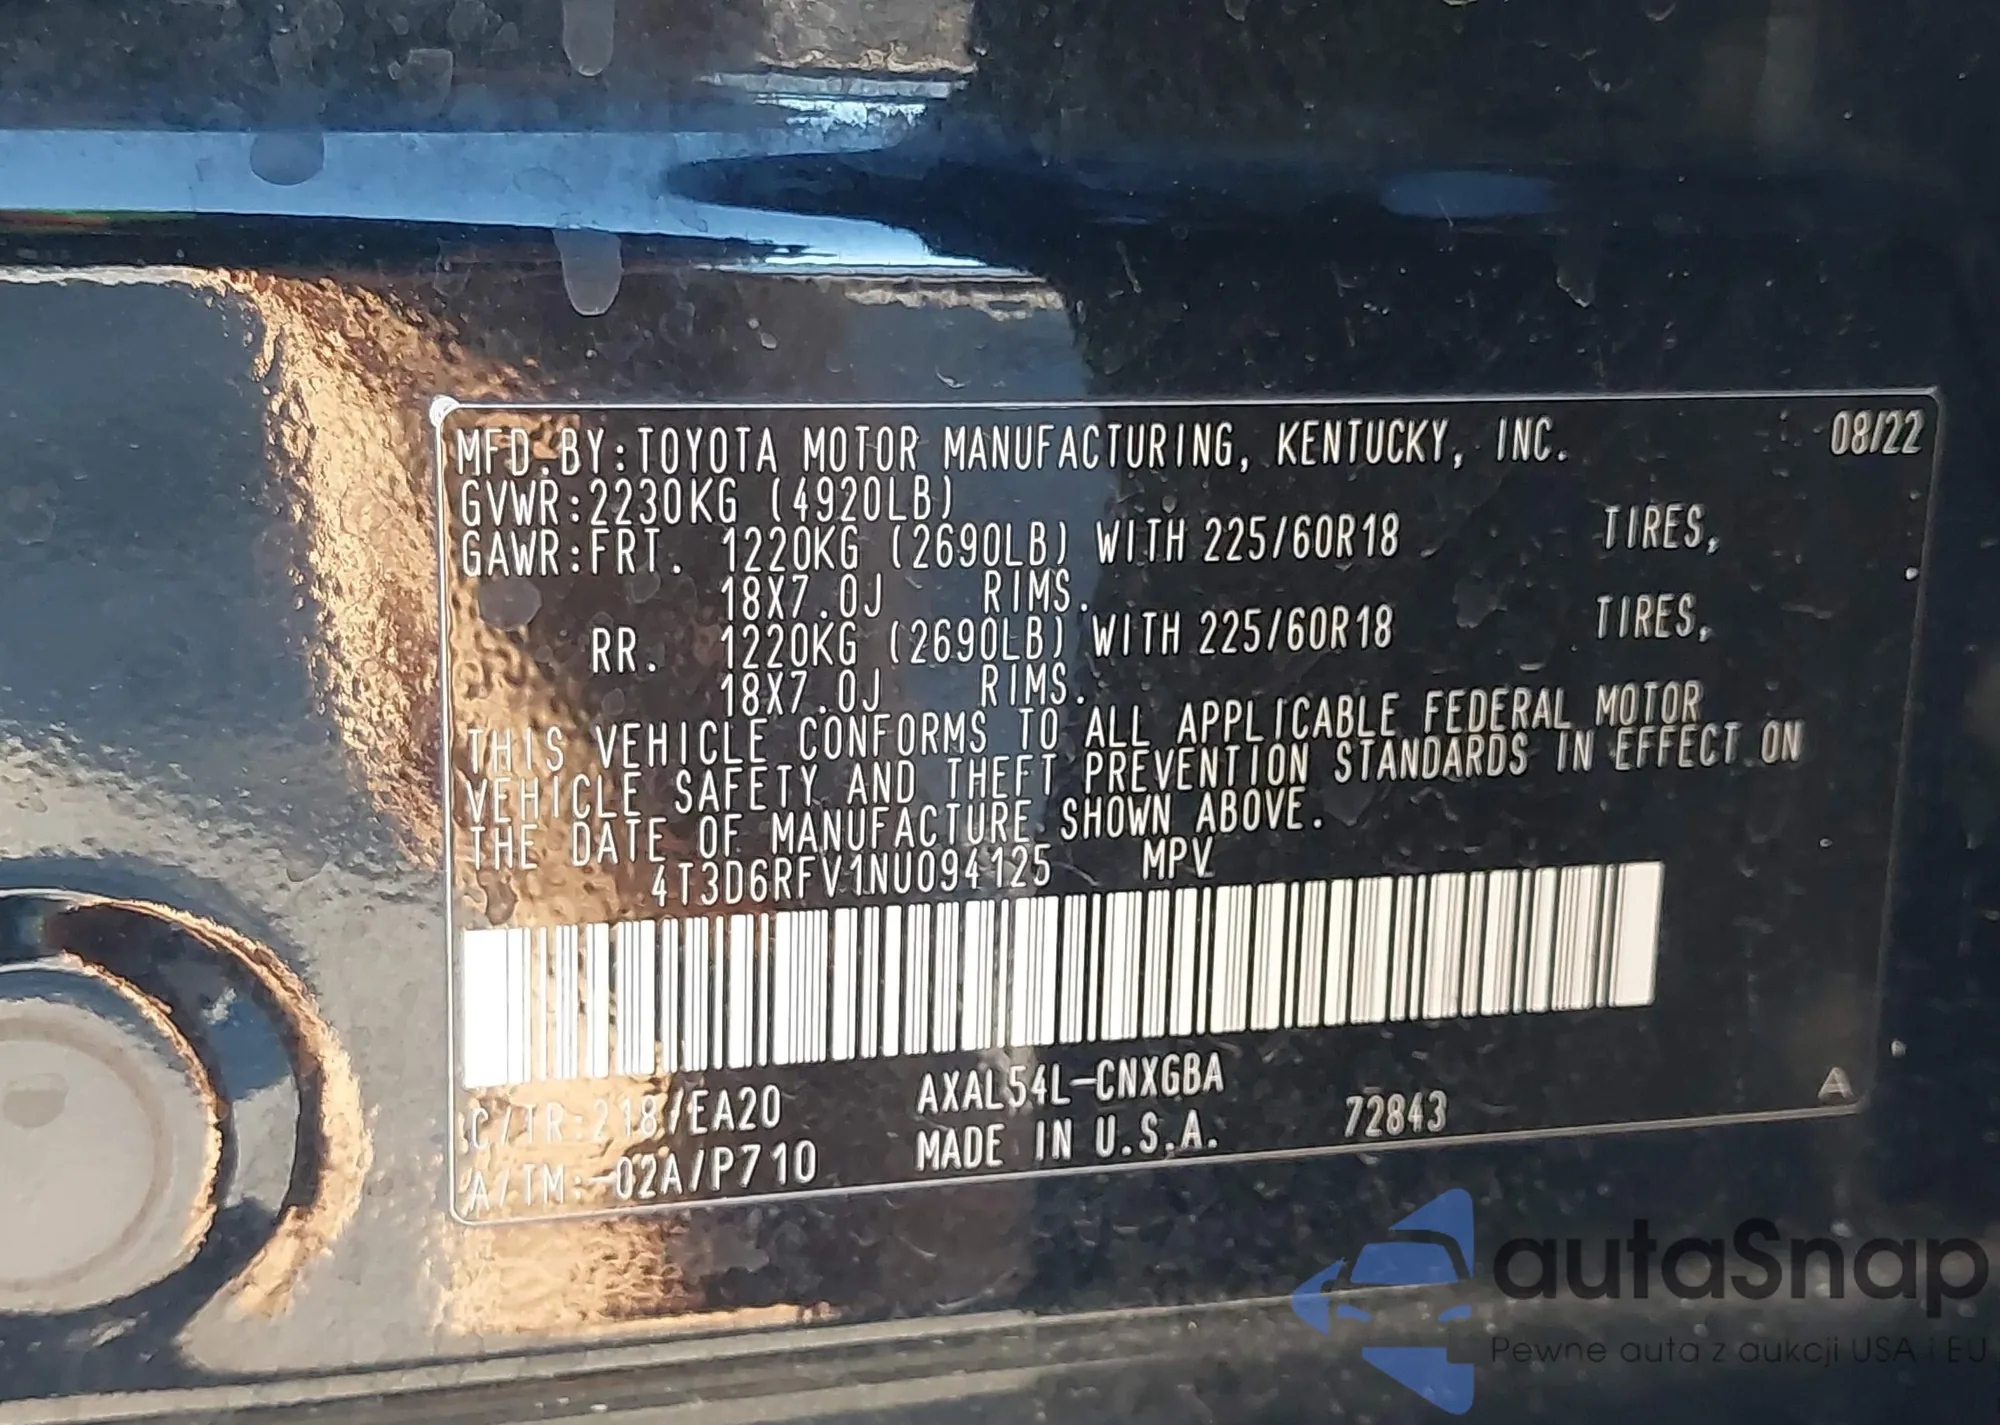 MFD.BY:TOYOTA MOTOR MANUFACTURING, KENTUCKY, INC. 08/22
GVWR:2230KG (4920LB)
GAWR:FRT. 1220KG (2690LB) WITH 225/60R18 TIRES,
18X7.0J RIMS.
RR. 1220KG (2690LB) WITH 225/60R18 TIRES,
18X7.0J RIMS.
THIS VEHICLE CONFORMS TO ALL APPLICABLE FEDERAL MOTOR
VEHICLE SAFETY AND THEFT PREVENTION STANDARDS IN EFFECT ON
THE DATE OF MANUFACTURE SHOWN ABOVE.
4T3D6RFV1NU094125 MPV
C/TR:218/EA20 AXAL54L-CNXGBA A
A/TM:-02A/P710 MADE IN U.S.A. 72843
autaSnap
Pewne auta z aukcji USA i EU